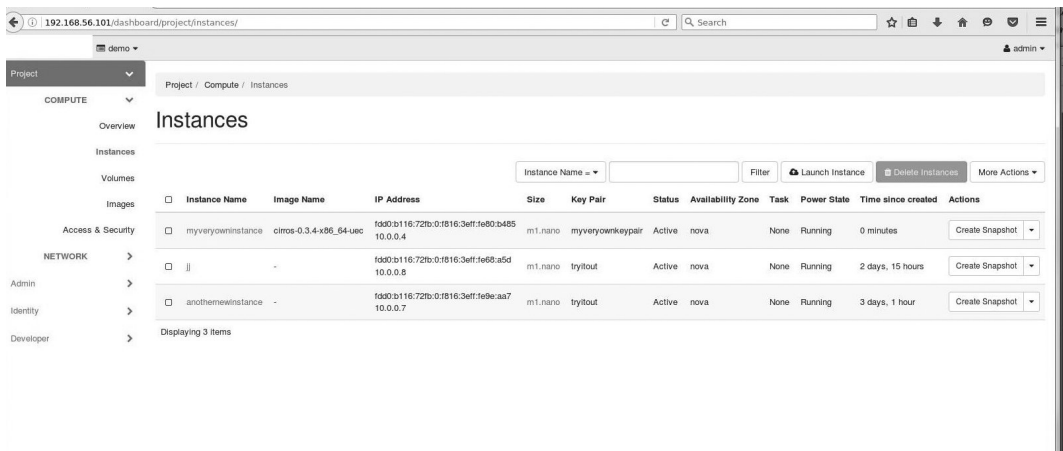 192.168.56.101/dashboard/project/instances/
Search
demo
admin
Project
COMPUTE
Overview
Instances
Volumes
Images
Access & Security
NETWORK
Admin
Identity
Developer
Project / Compute / Instances
Instances
Instance Name = Filter Launch Instance Delete Instances More Actions
Instance Name Image Name IP Address Size Key Pair Status Availability Zone Task Power State Time since created Actions
myveryowninstance cirros-0.3.4-x86_64-uec fdd0:b116:72fb:0:f816:3eff:fe80:b485 10.0.0.4 m1.nano myveryownkeypair Active nova None Running 0 minutes Create Snapshot
jj - fdd0:b116:72fb:0:f816:3eff:fe68:a5d 10.0.0.8 m1.nano tryitout Active nova None Running 2 days, 15 hours Create Snapshot
anothernewinstance - fdd0:b116:72fb:0:f816:3eff:fe9e:aa7 10.0.0.7 m1.nano tryitout Active nova None Running 3 days, 1 hour Create Snapshot
Displaying 3 items